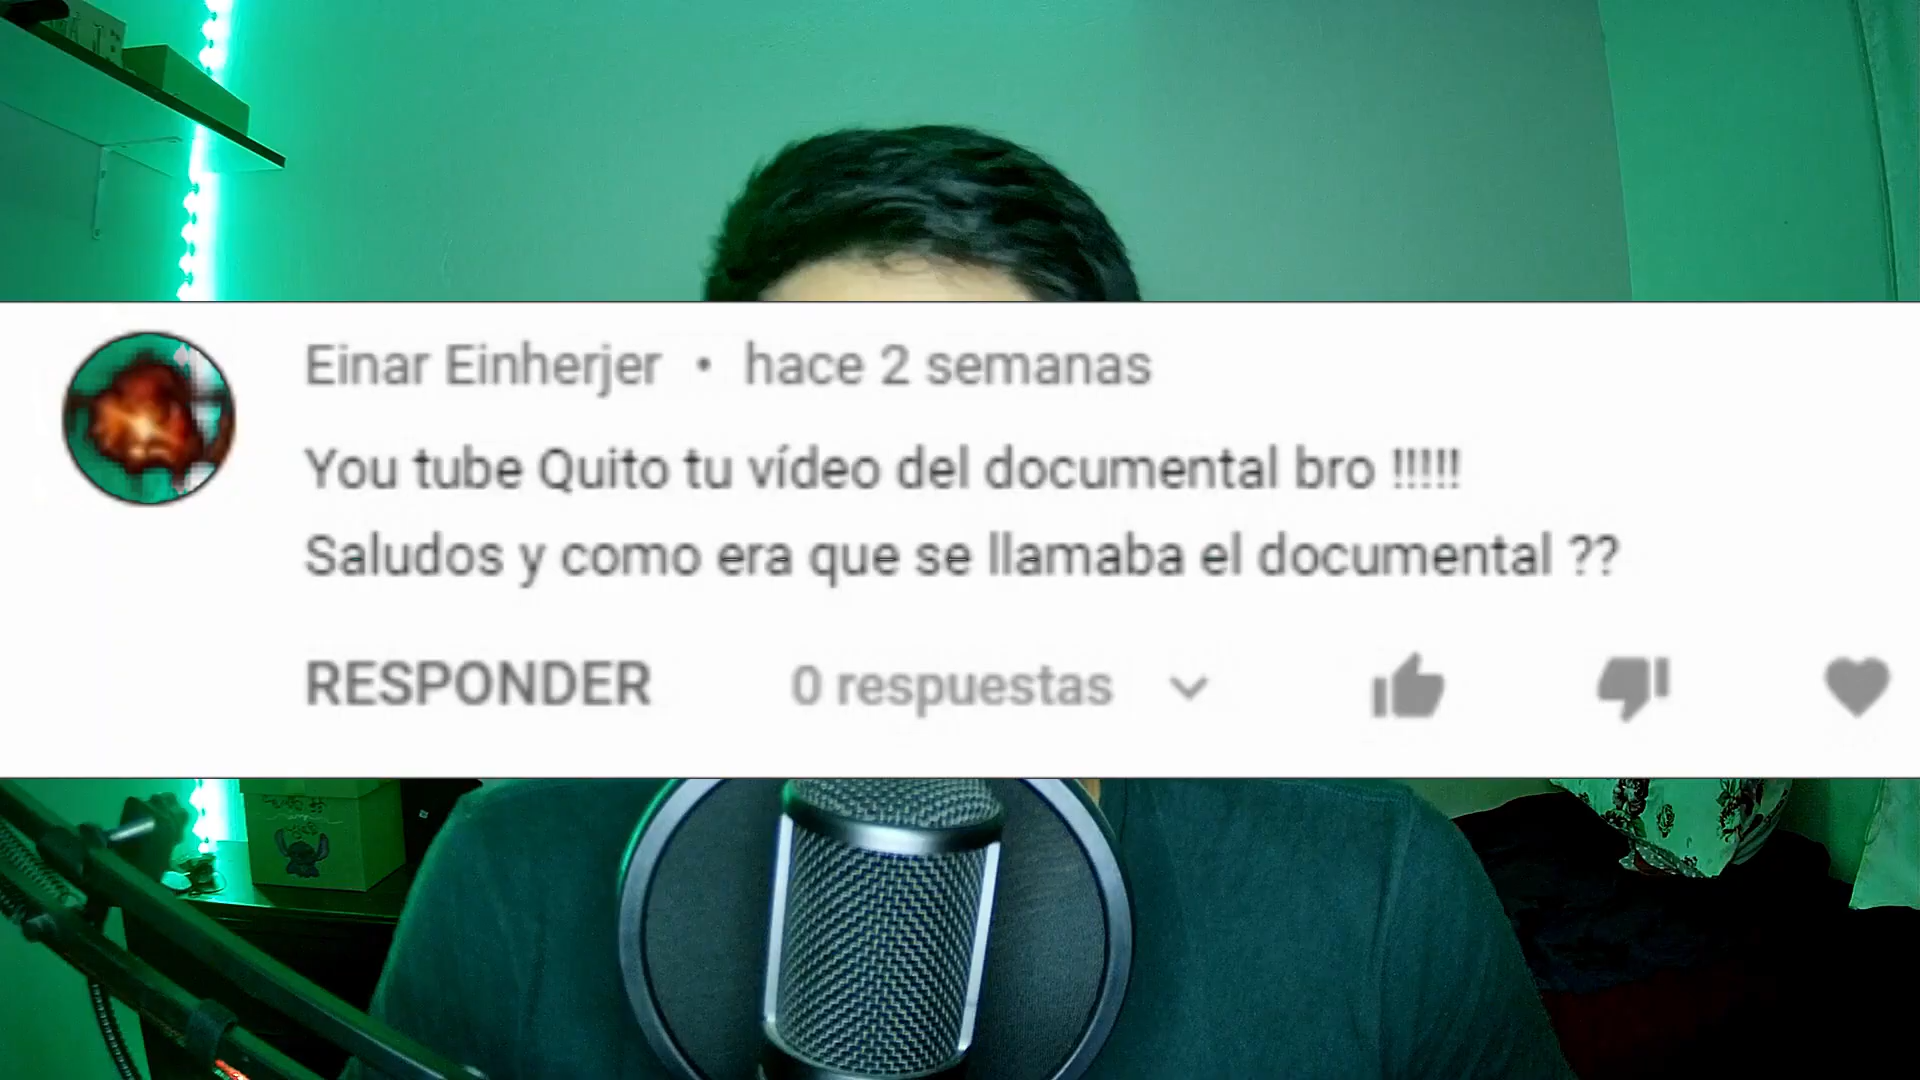 Einar Einherjer • hace 2 semanas
You tube Quito tu vídeo del documental bro !!!!!
Saludos y como era que se llamaba el documental ??
RESPONDER 0 respuestas